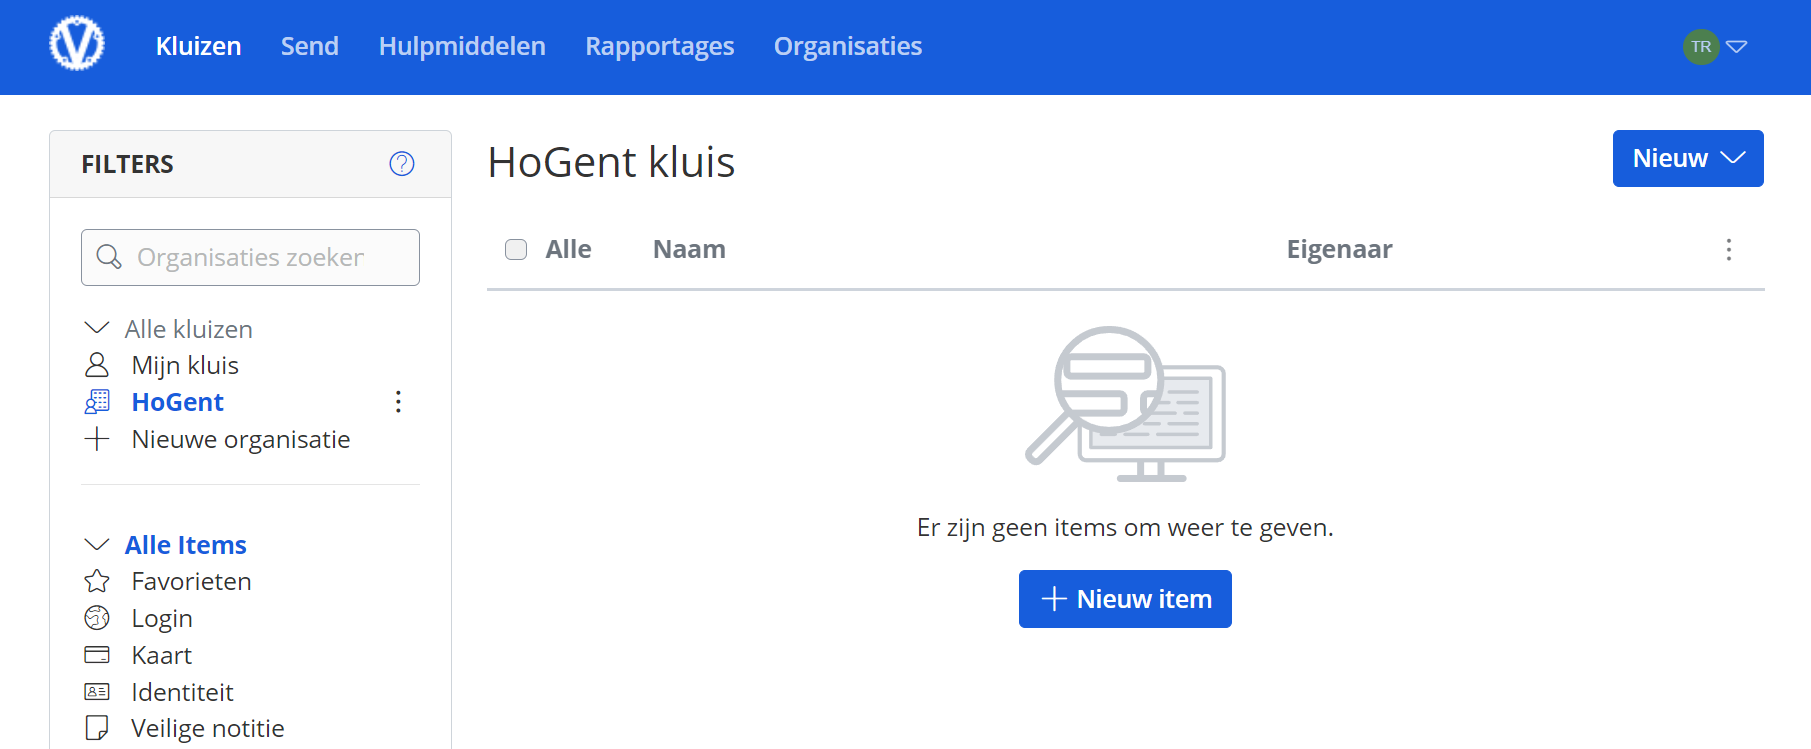 Kluizen Send Hulpmiddelen Rapportages Organisaties
TR
FILTERS
Organisaties zoeken
Alle kluizen
Mijn kluis
HoGent
Nieuwe organisatie
Alle Items
Favorieten
Login
Kaart
Identiteit
Veilige notitie
HoGent kluis
Nieuw
Alle Naam Eigenaar
Er zijn geen items om weer te geven.
Nieuw item